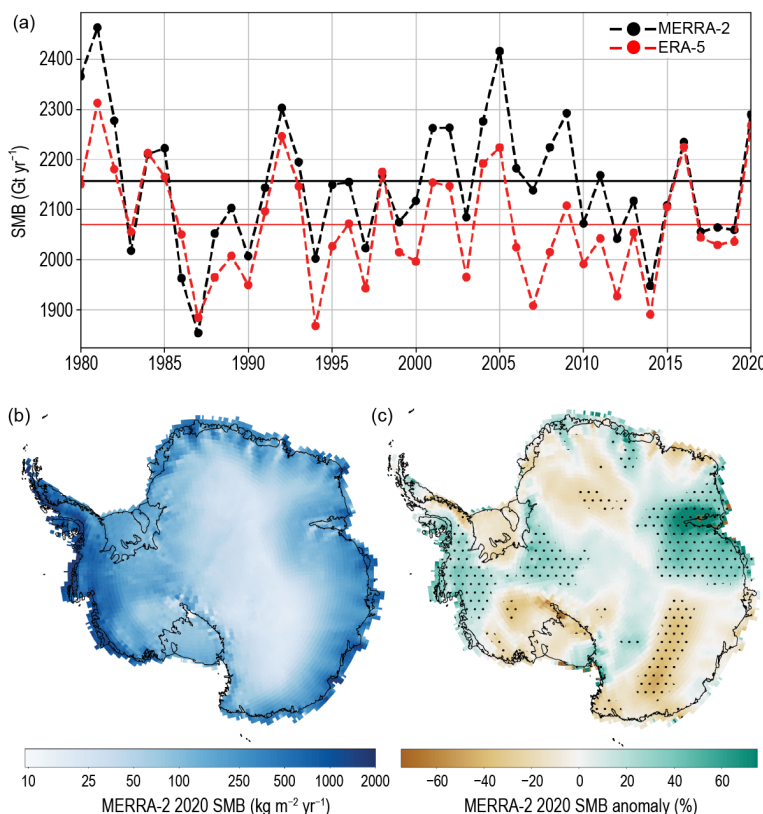 (a)
MERRA-2
ERA-5
SMB (Gt yr⁻¹)
2400
2300
2200
2100
2000
1900
1980 1985 1990 1995 2000 2005 2010 2015 2020
(b) (c)
10 25 50 100 250 500 1000 2000
MERRA-2 2020 SMB (kg m⁻² yr⁻¹)
−60 −40 −20 0 20 40 60
MERRA-2 2020 SMB anomaly (%)